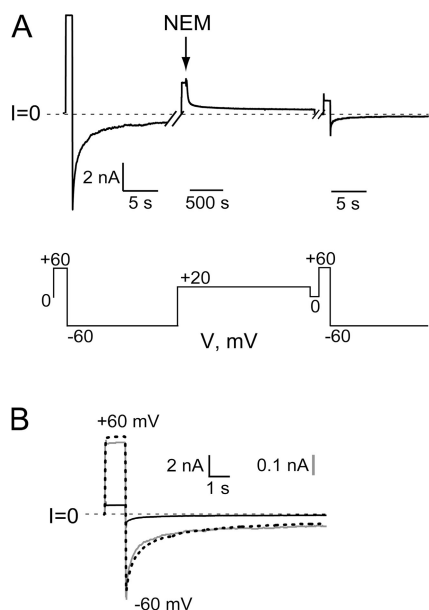 A
NEM
I=0
2 nA
5 s
500 s
5 s
+60
0
-60
+20
+60
0
-60
V, mV
B
+60 mV
2 nA
1 s
0.1 nA
I=0
-60 mV